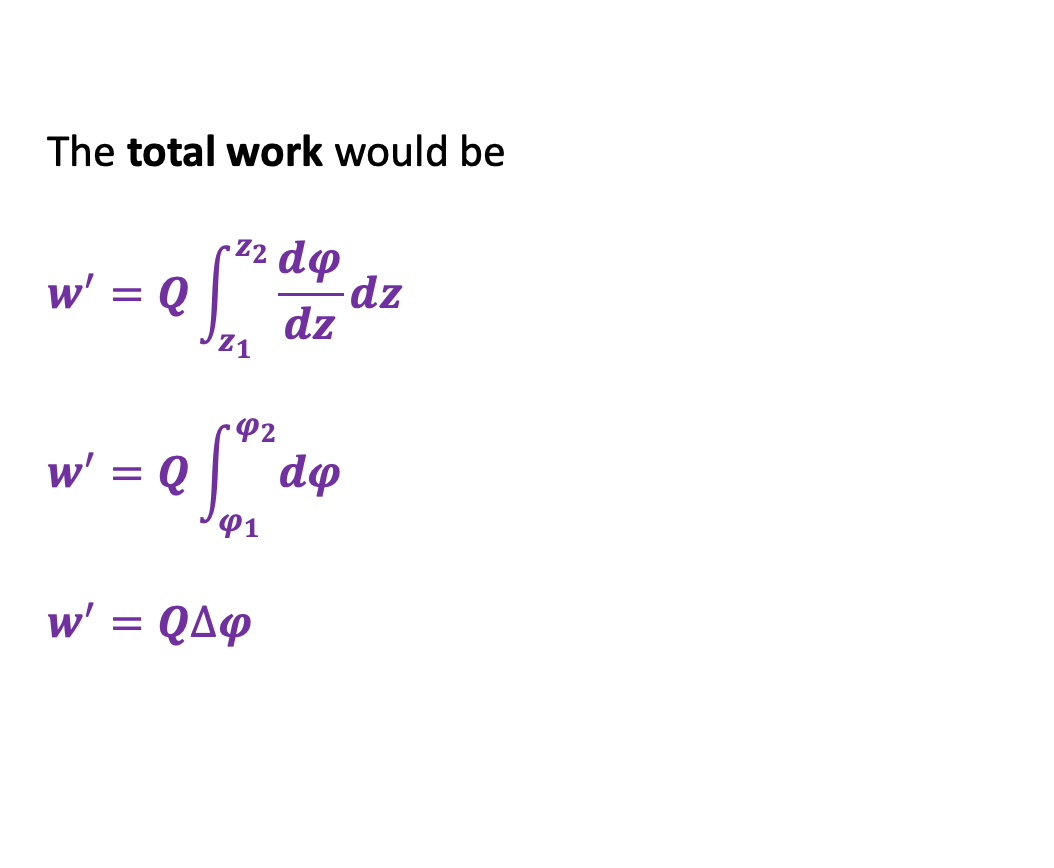 The total work would be
w′ = Q ∫_{z₁}^{z₂} dφ/dz dz
w′ = Q ∫_{φ₁}^{φ₂} dφ
w′ = QΔφ